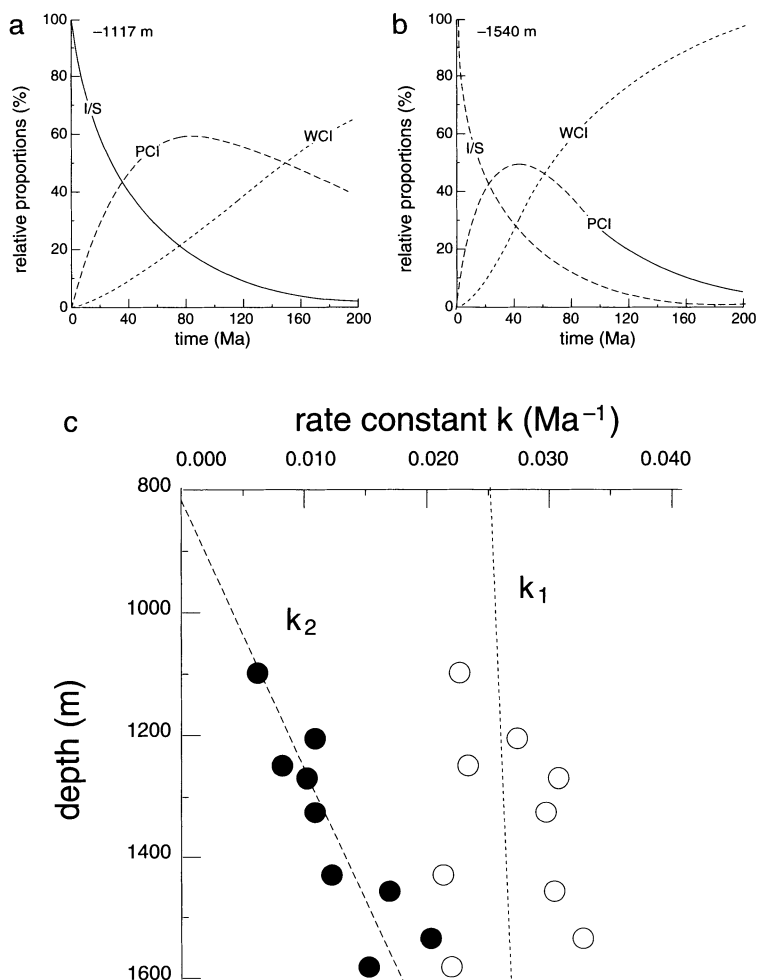 a
−1117 m
relative proportions (%)
100
80
60
40
20
0
I/S
PCI
WCI
0 40 80 120 160 200
time (Ma)
b
−1540 m
relative proportions (%)
100
80
60
40
20
0
I/S
WCI
PCI
0 40 80 120 160 200
time (Ma)
c
rate constant k (Ma⁻¹)
0.000 0.010 0.020 0.030 0.040
depth (m)
800
1000
1200
1400
1600
k₂
k₁